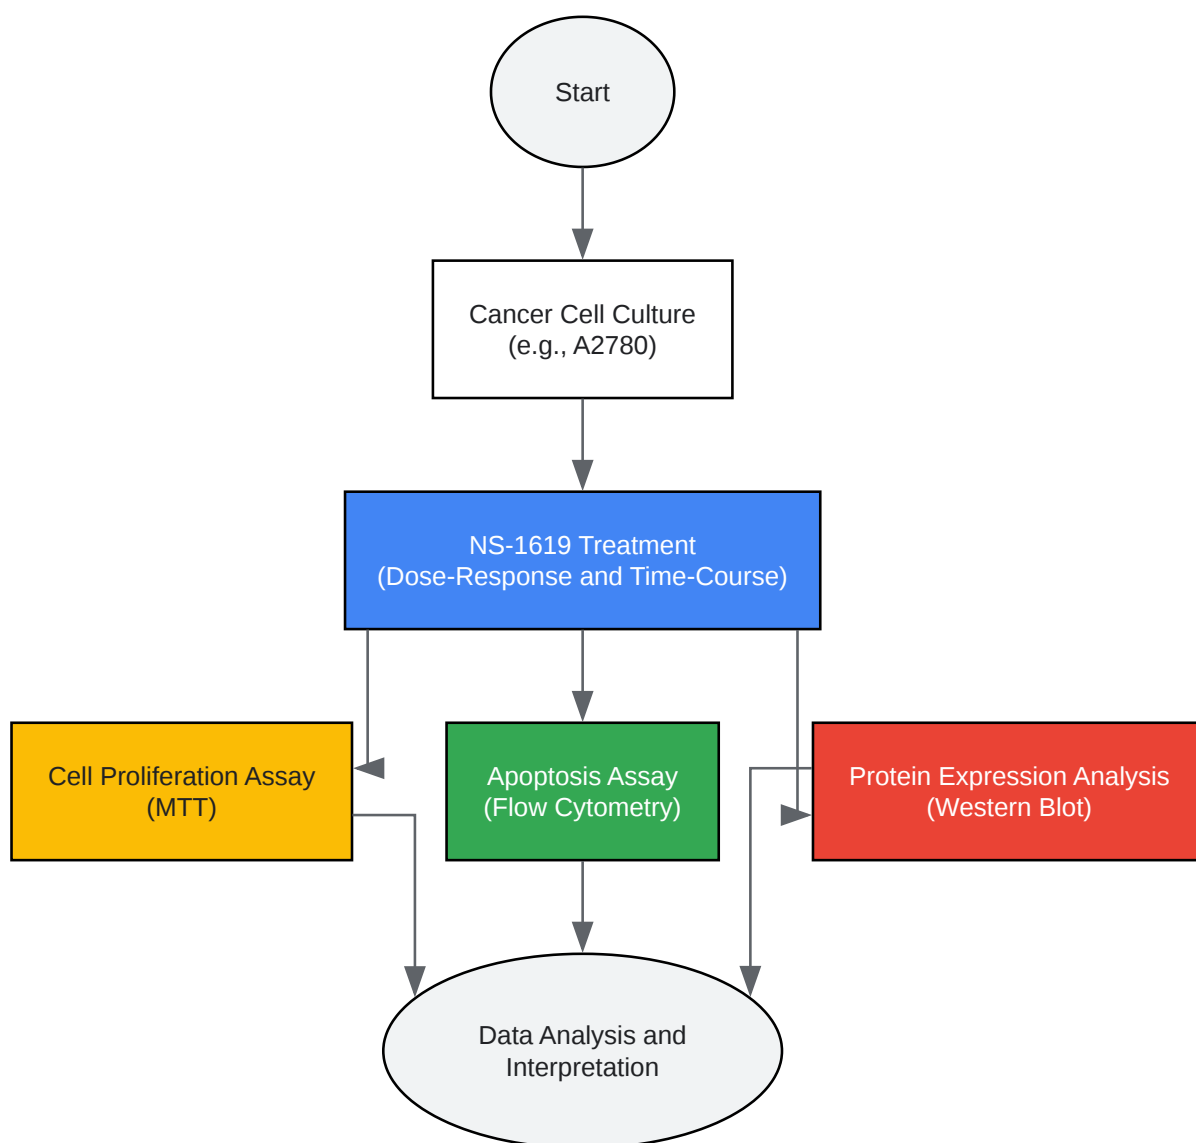 Start
Cancer Cell Culture
(e.g., A2780)
NS-1619 Treatment
(Dose-Response and Time-Course)
Cell Proliferation Assay
(MTT)
Apoptosis Assay
(Flow Cytometry)
Protein Expression Analysis
(Western Blot)
Data Analysis and
Interpretation